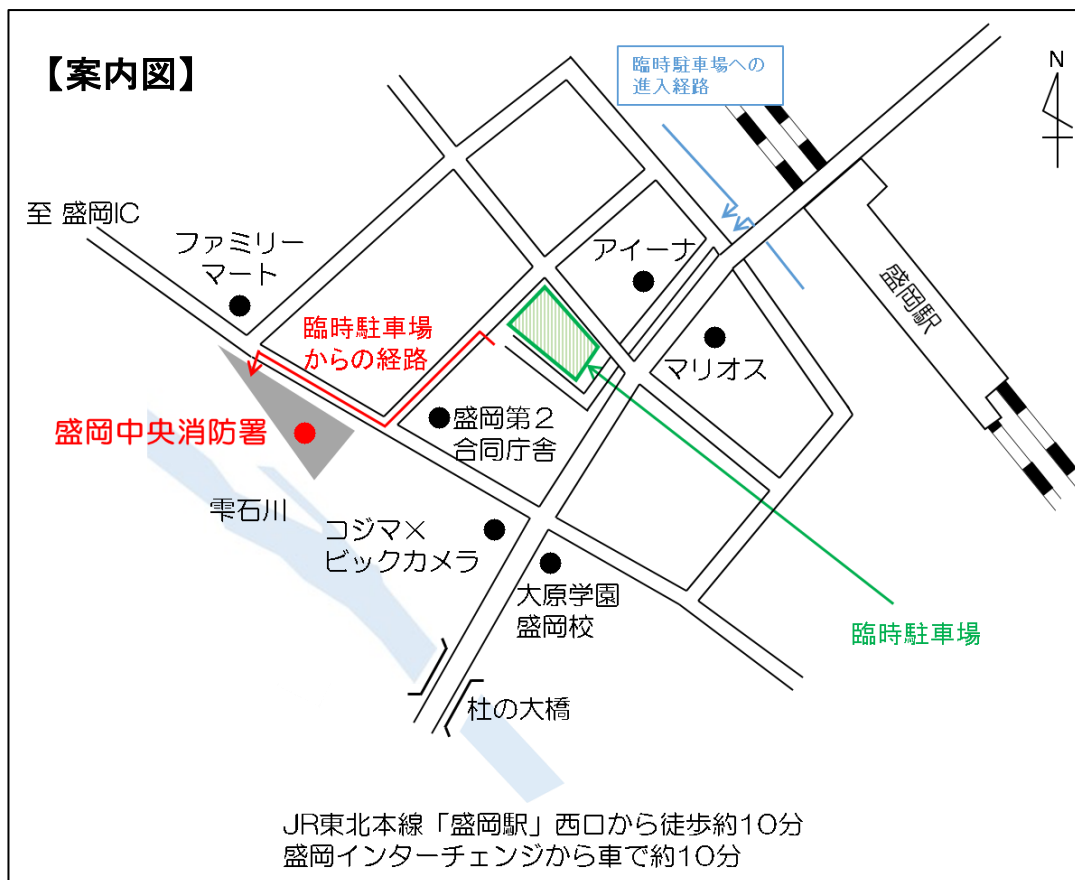 【案内図】
臨時駐車場への
進入経路
N
至 盛岡IC
ファミリー
マート
アイーナ
盛岡駅
臨時駐車場
からの経路
マリオス
盛岡中央消防署
盛岡第２
合同庁舎
雫石川
コジマ×
ビックカメラ
大原学園
盛岡校
臨時駐車場
杜の大橋
JR東北本線「盛岡駅」西口から徒歩約10分
盛岡インターチェンジから車で約10分